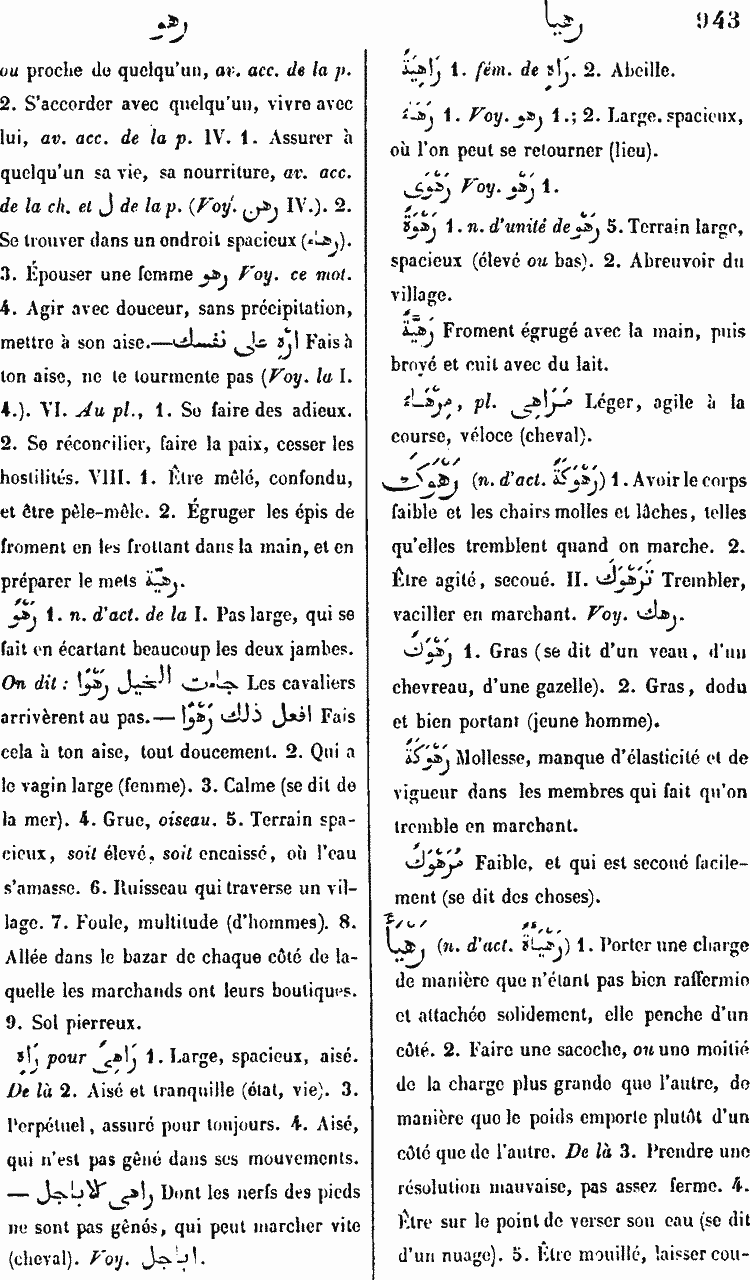 رهو
رهيأ
943
ou proche de quelqu'un, av. acc. de la p.
2. S'accorder avec quelqu'un, vivre avec
lui, av. acc. de la p. IV. 1. Assurer à
quelqu'un sa vie, sa nourriture, av. acc.
de la ch. et ل de la p. (Voy. رهن IV.). 2.
Se trouver dans un endroit spacieux (رهاء).
3. Épouser une femme رهو Voy. ce mot.
4. Agir avec douceur, sans précipitation,
mettre à son aise.—أَرْهِ على نفسك Fais à
ton aise, ne te tourmente pas (Voy. la I.
4.). VI. Au pl., 1. Se faire des adieux.
2. Se réconcilier, faire la paix, cesser les
hostilités. VIII. 1. Être mêlé, confondu,
et être pèle-mêle. 2. Égruger les épis de
froment en les frottant dans la main, et en
préparer le mets رهيّة.
رَهْوٌ 1. n. d'act. de la I. Pas large, qui se
fait en écartant beaucoup les deux jambes.
On dit : جاءت الخيل رَهْوًا Les cavaliers
arrivèrent au pas.— افعل ذلك رَهْوًا Fais
cela à ton aise, tout doucement. 2. Qui a
le vagin large (femme). 3. Calme (se dit de
la mer). 4. Grue, oiseau. 5. Terrain spa-
cieux, soit élevé, soit encaissé, où l'eau
s'amasse. 6. Ruisseau qui traverse un vil-
lage. 7. Foule, multitude (d'hommes). 8.
Allée dans le bazar de chaque côté de la-
quelle les marchands ont leurs boutiques.
9. Sol pierreux.
رَاهٍ pour رَاهِىٌ 1. Large, spacieux, aisé.
De là 2. Aisé et tranquille (état, vie). 3.
Perpétuel, assuré pour toujours. 4. Aisé,
qui n'est pas gêné dans ses mouvements.
— راهى الاباجل Dont les nerfs des pieds
ne sont pas gênés, qui peut marcher vite
(cheval). Voy. اباجل.
رَاهِيَةٌ 1. fém. de رَاهٍ. 2. Abeille.
رَهَاءٌ 1. Voy. رهو 1.; 2. Large, spacieux,
où l'on peut se retourner (lieu).
رَهْوَى Voy. رَهْو 1.
رَهْوَةٌ 1. n. d'unité de رَهْو 5. Terrain large,
spacieux (élevé ou bas). 2. Abreuvoir du
village.
رَهِيَّةٌ Froment égrugé avec la main, puis
broyé et cuit avec du lait.
مِرْهَاءٌ, pl. مَرَاهِى Léger, agile à la
course, véloce (cheval).
رَهْوَكَ (n. d'act. رَهْوَكَةٌ) 1. Avoir le corps
faible et les chairs molles et lâches, telles
qu'elles tremblent quand on marche. 2.
Être agité, secoué. II. تَرَهْوَكَ Trembler,
vaciller en marchant. Voy. رهك.
رَهْوَكٌ 1. Gras (se dit d'un veau, d'un
chevreau, d'une gazelle). 2. Gras, dodu
et bien portant (jeune homme).
رَهْوَكَةٌ Mollesse, manque d'élasticité et de
vigueur dans les membres qui fait qu'on
tremble en marchant.
مُرَهْوَكٌ Faible, et qui est secoué facile-
ment (se dit des choses).
رَهْيَأَ (n. d'act. رَهْيَأَةٌ) 1. Porter une charge
de manière que n'étant pas bien raffermie
et attachée solidement, elle penche d'un
côté. 2. Faire une sacoche, ou une moitié
de la charge plus grande que l'autre, de
manière que le poids emporte plutôt d'un
côté que de l'autre. De là 3. Prendre une
résolution mauvaise, pas assez ferme. 4.
Être sur le point de verser son eau (se dit
d'un nuage). 5. Être mouillé, laisser cou-